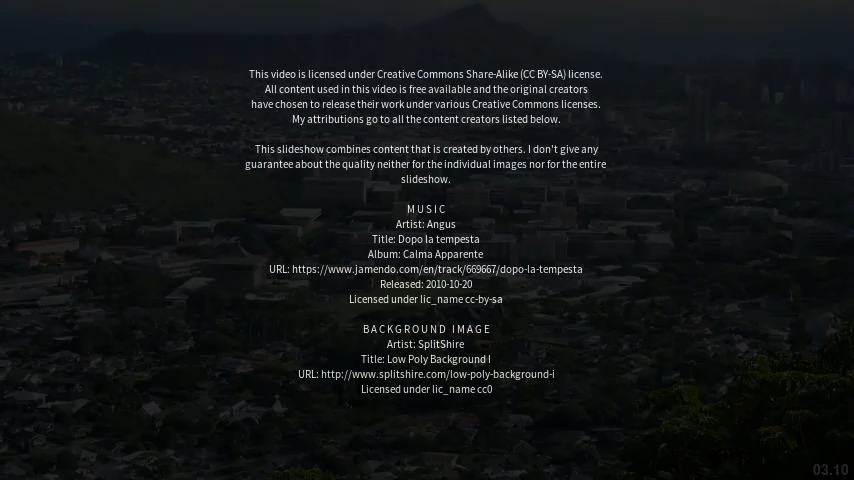 This video is licensed under Creative Commons Share-Alike (CC BY-SA) license.
All content used in this video is free available and the original creators
have chosen to release their work under various Creative Commons licenses.
My attributions go to all the content creators listed below.
This slideshow combines content that is created by others. I don't give any
guarantee about the quality neither for the individual images nor for the entire
slideshow.
MUSIC
Artist: Angus
Title: Dopo la tempesta
Album: Calma Apparente
URL: https://www.jamendo.com/en/track/669667/dopo-la-tempesta
Released: 2010-10-20
Licensed under lic_name cc-by-sa
BACKGROUND IMAGE
Artist: SplitShire
Title: Low Poly Background I
URL: http://www.splitshire.com/low-poly-background-i
Licensed under lic_name cc0
03.10